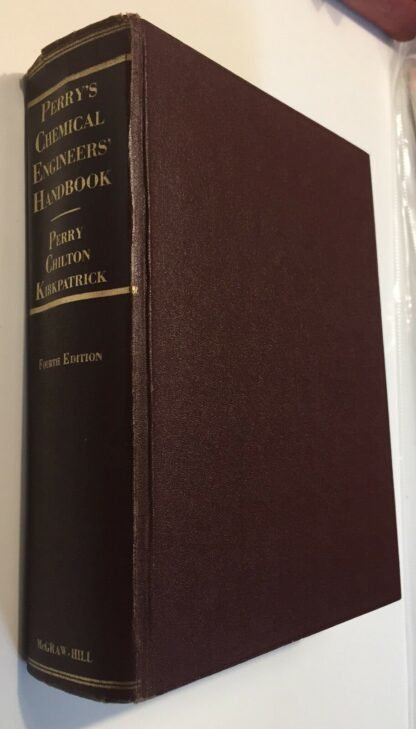 PERRY'S
CHEMICAL
ENGINEERS'
HANDBOOK
PERRY
CHILTON
KIRKPATRICK
FOURTH EDITION
McGRAW-HILL